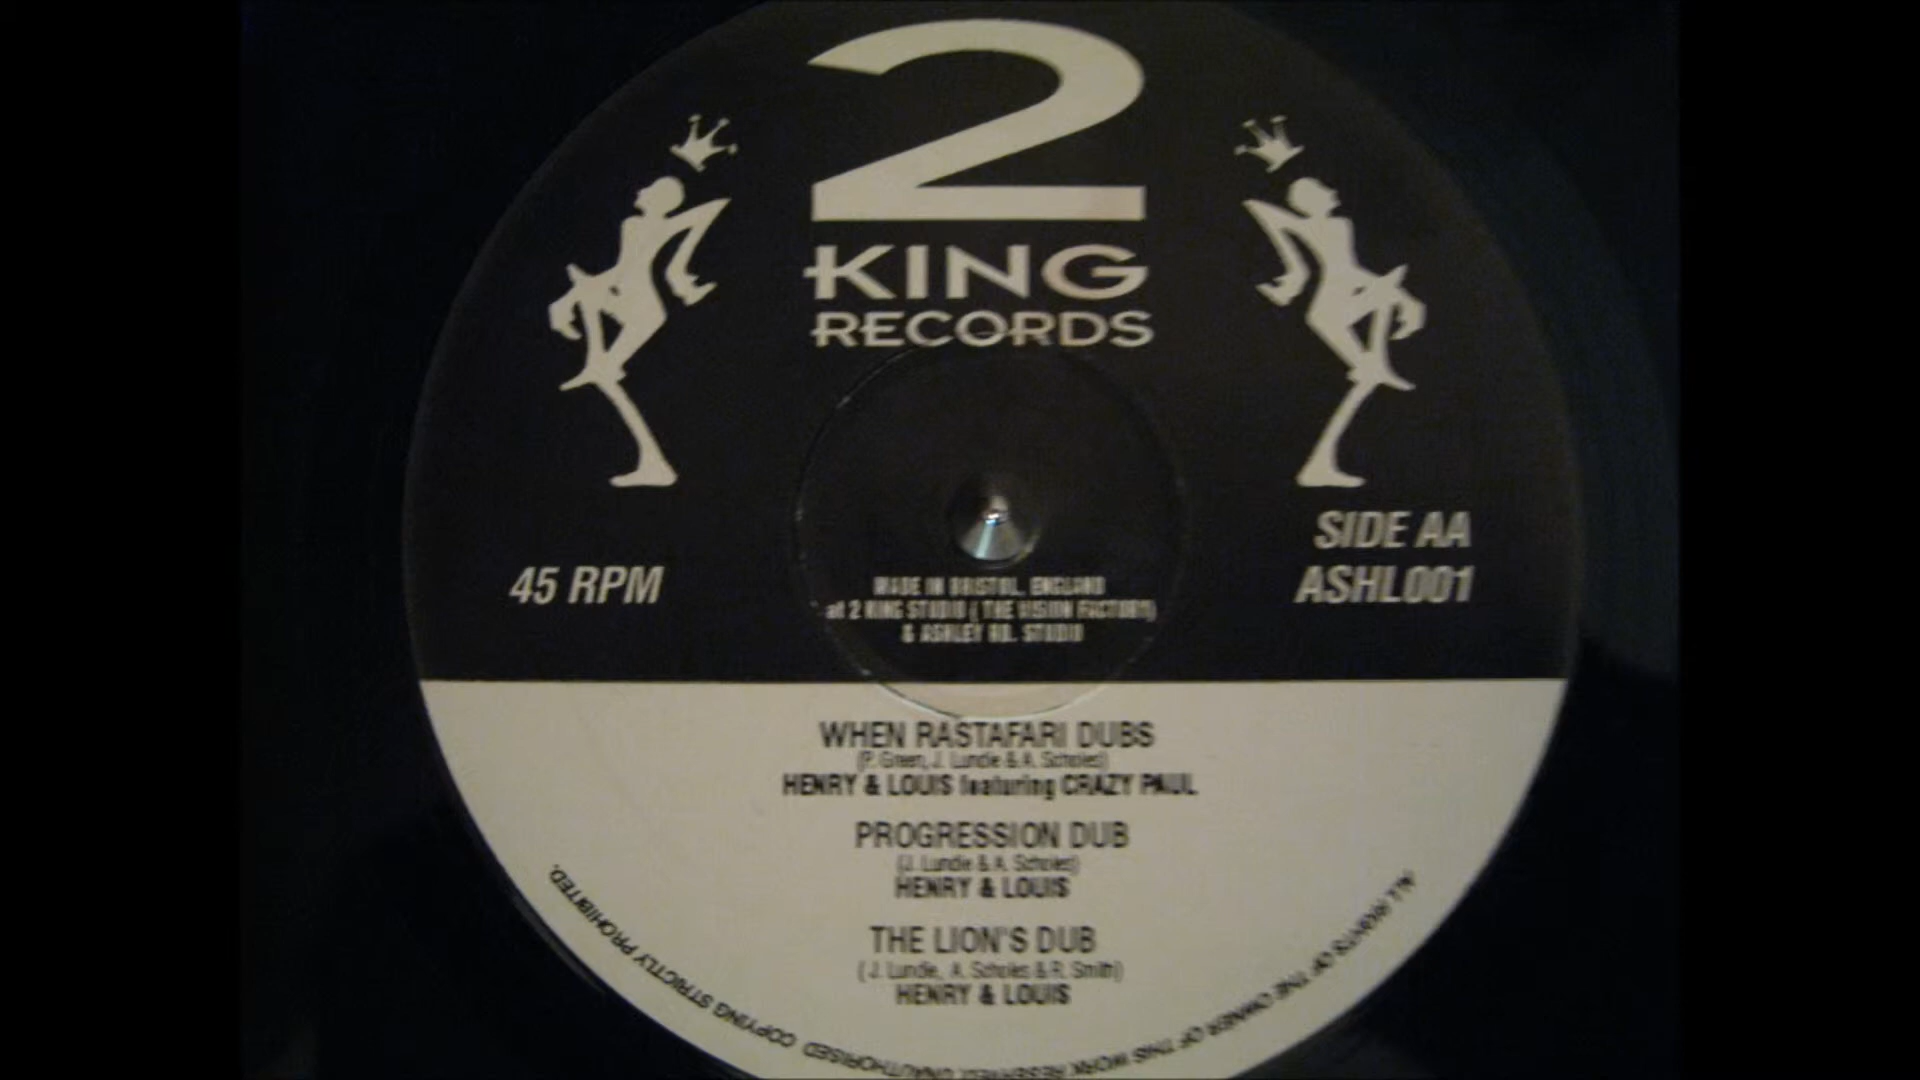 2
KING
RECORDS
SIDE AA
45 RPM
ASHL001
MADE IN BRISTOL, ENGLAND
at 2 KING STUDIO ( THE VISION FACTORY)
& ASHLEY RD. STUDIO
WHEN RASTAFARI DUBS
(P. Green, J. Lundie & A. Scholes)
HENRY & LOUIS featuring CRAZY PAUL
PROGRESSION DUB
(J. Lundie & A. Scholes)
HENRY & LOUIS
THE LION'S DUB
( J. Lundie, A. Scholes & R. Smith)
HENRY & LOUIS
ALL RIGHTS OF THE OWNER OF THIS WORK RESERVED. UNAUTHORISED COPYING STRICTLY PROHIBITED.